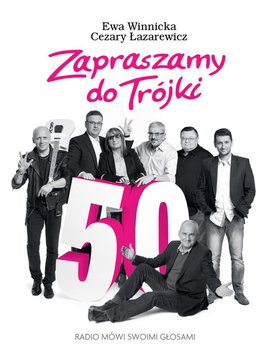 Ewa Winnicka
Cezary Łazarewicz
Zapraszamy
do Trójki
50
RADIO MÓWI SWOIMI GŁOSAMI